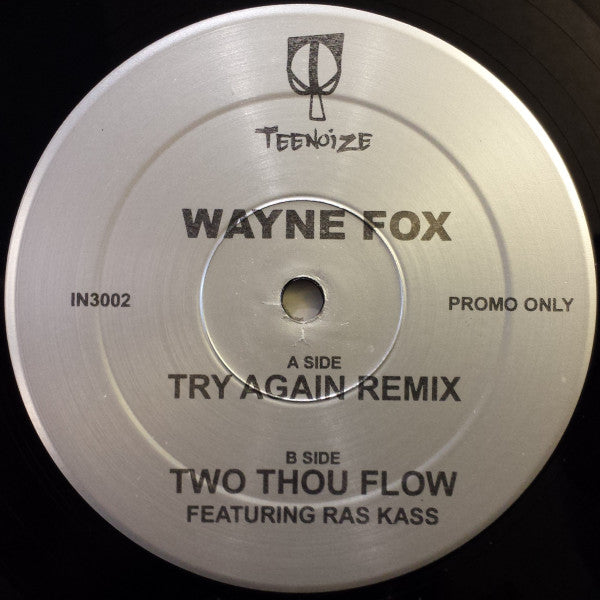 TEENOIZE
WAYNE FOX
IN3002
PROMO ONLY
A SIDE
TRY AGAIN REMIX
B SIDE
TWO THOU FLOW
FEATURING RAS KASS